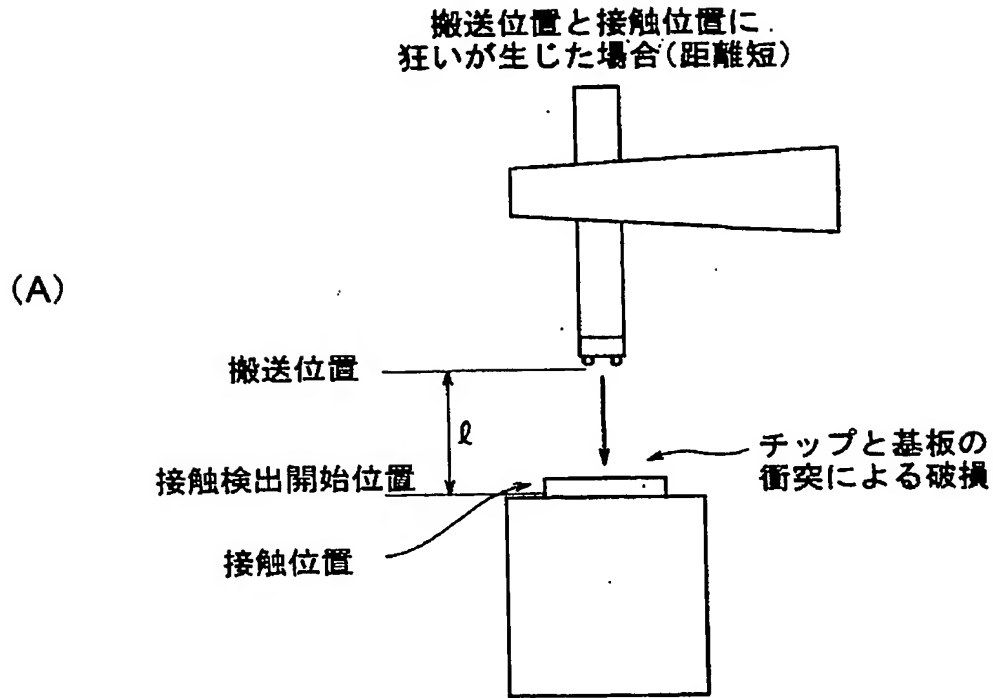 搬送位置と接触位置に
狂いが生じた場合(距離短)
(A)
搬送位置
ℓ
チップと基板の
衝突による破損
接触検出開始位置
接触位置